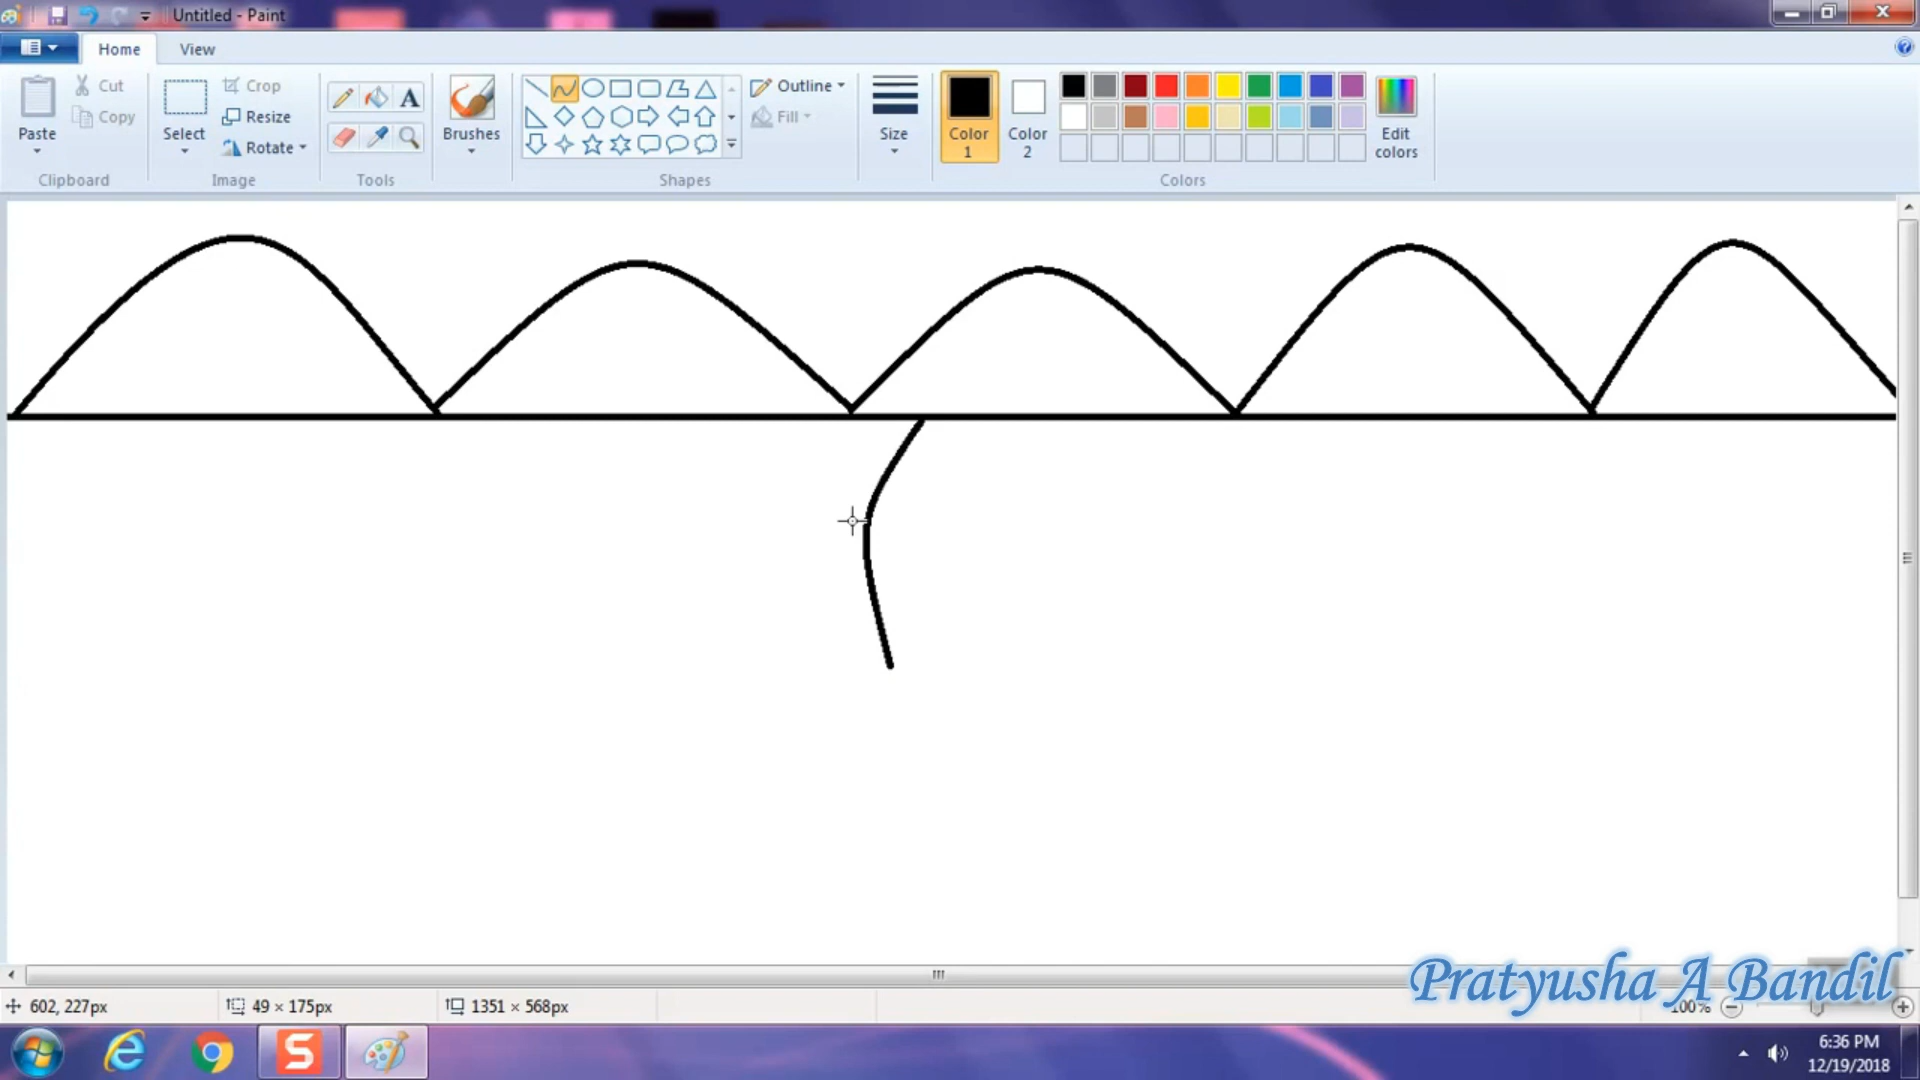 Untitled - Paint
Home View
Paste
Cut
Copy
Clipboard
Select
Crop
Resize
Rotate
Image
A
Tools
Brushes
Outline
Fill
Shapes
Size
Color 1
Color 2
Edit colors
Colors
Pratyusha A Bandil
602, 227px
49 × 175px
1351 × 568px
100%
6:36 PM
12/19/2018